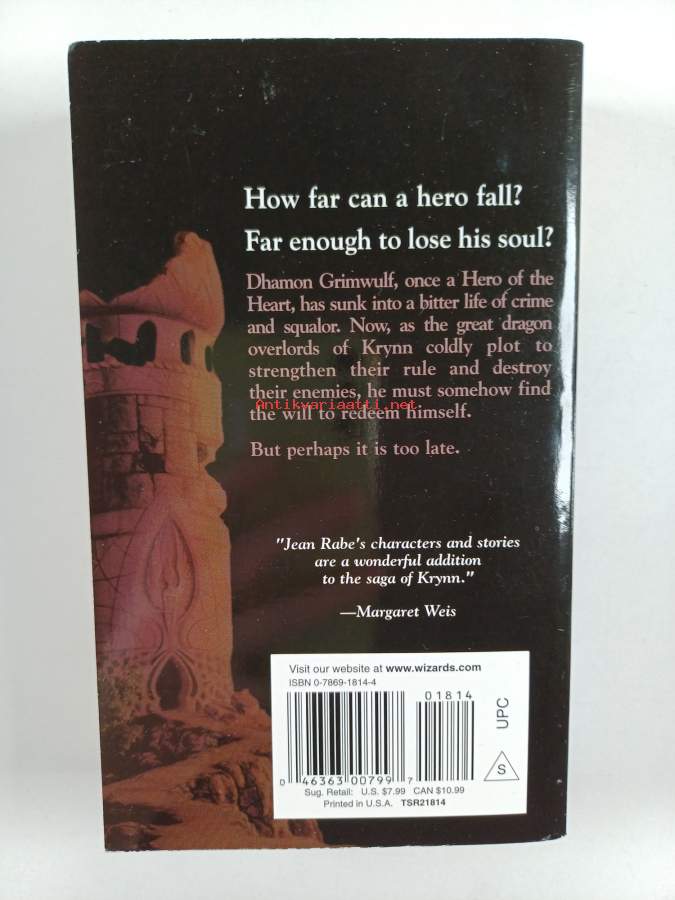 How far can a hero fall?
Far enough to lose his soul?
Dhamon Grimwulf, once a Hero of the
Heart, has sunk into a bitter life of crime
and squalor. Now, as the great dragon
overlords of Krynn coldly plot to
strengthen their rule and destroy
their enemies, he must somehow find
Antikvariaatti.net
the will to redeem himself.
But perhaps it is too late.
"Jean Rabe's characters and stories
are a wonderful addition
to the saga of Krynn."
—Margaret Weis
Visit our website at www.wizards.com
ISBN 0-7869-1814-4
01814
UPC
S
0 46363 00799 7
Sug. Retail: U.S. $7.99 CAN $10.99
Printed in U.S.A. TSR21814